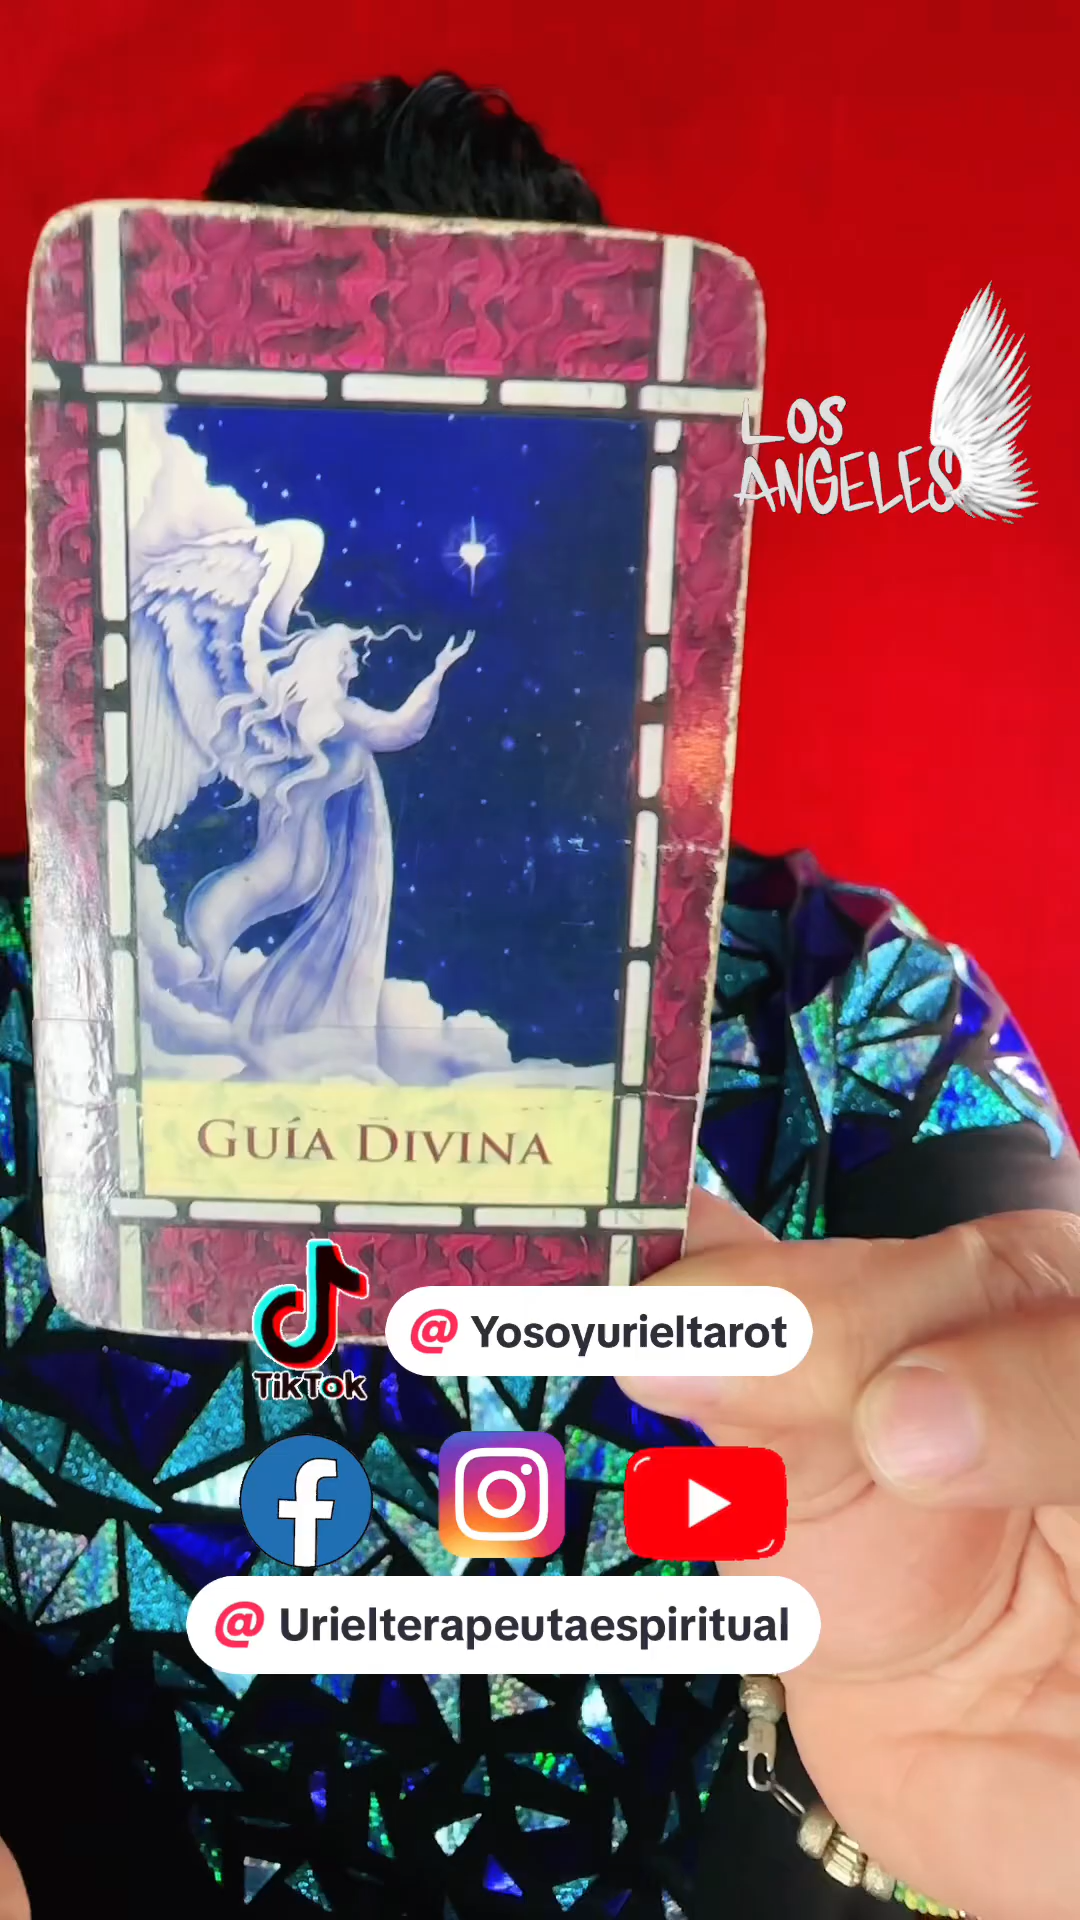 LOS
ANGELES
GUÍA DIVINA
TikTok
@ Yosoyurieltarot
@ Urielterapeutaespiritual